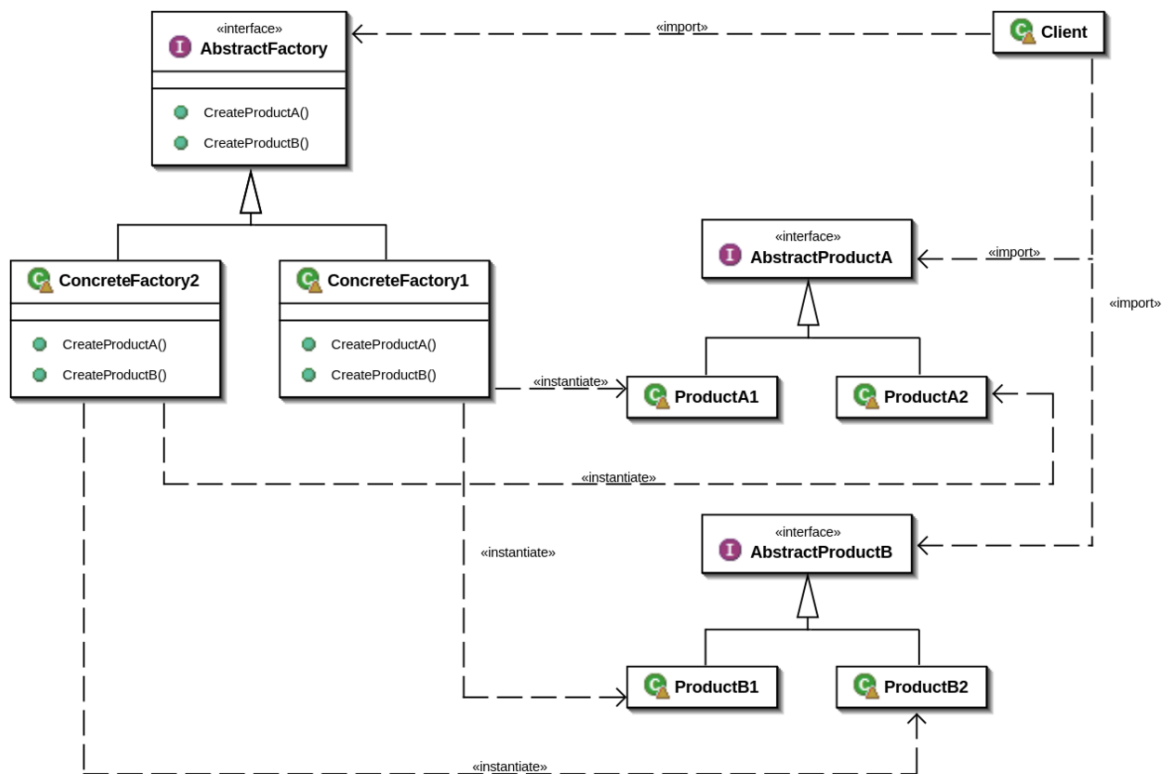 «interface»
AbstractFactory
CreateProductA()
CreateProductB()
«import»
Client
ConcreteFactory2
CreateProductA()
CreateProductB()
ConcreteFactory1
CreateProductA()
CreateProductB()
«interface»
AbstractProductA
«import»
«import»
«instantiate»
ProductA1
ProductA2
«instantiate»
«interface»
AbstractProductB
«instantiate»
ProductB1
ProductB2
«instantiate»